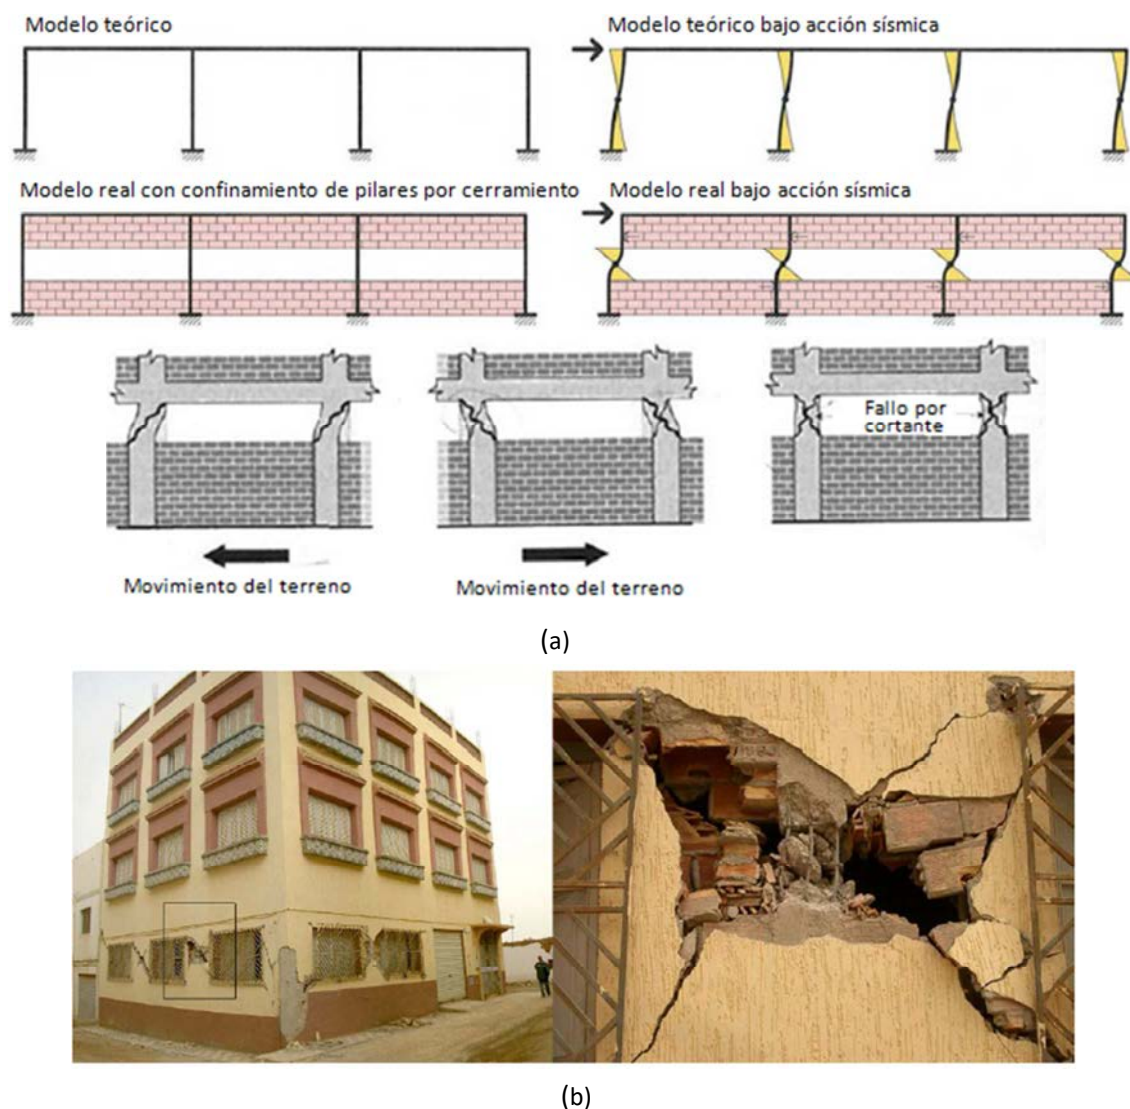 Modelo teórico
Modelo teórico bajo acción sísmica
Modelo real con confinamiento de pilares por cerramiento
Modelo real bajo acción sísmica
Fallo por
cortante
Movimiento del terreno
Movimiento del terreno
(a)
(b)